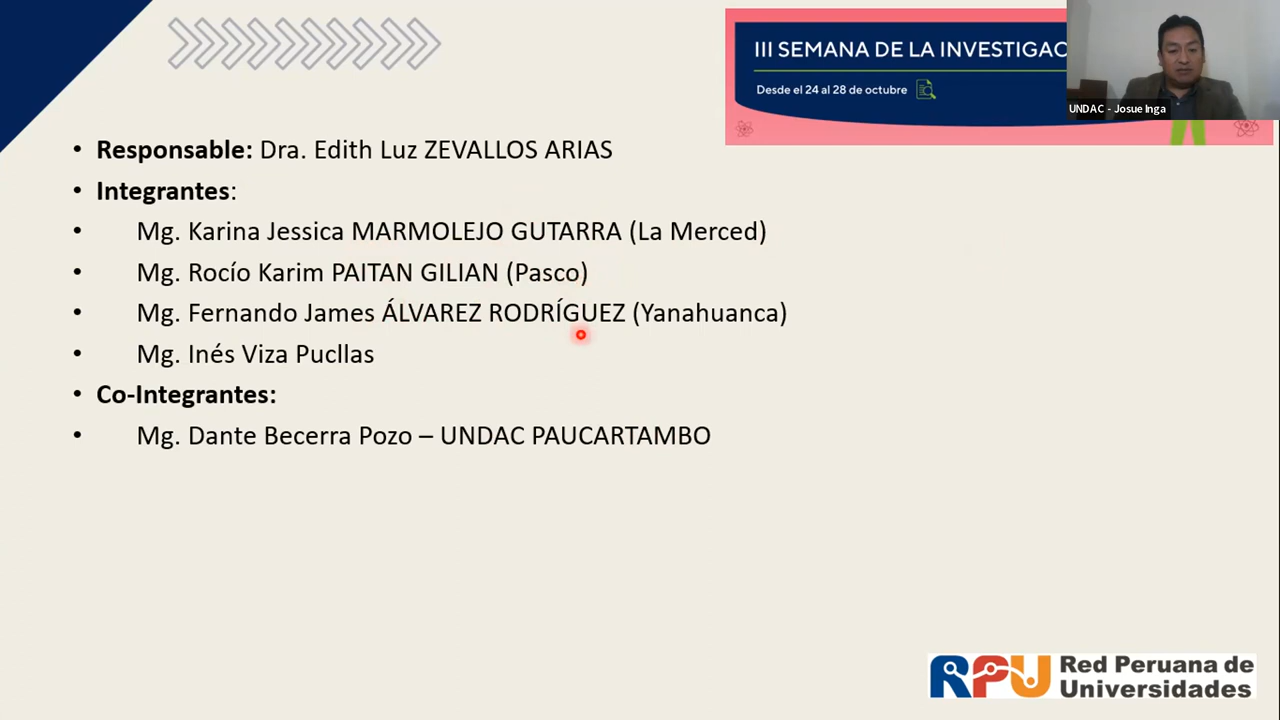 III SEMANA DE LA INVESTIGAC
Desde el 24 al 28 de octubre
UNDAC - Josue Inga
• Responsable: Dra. Edith Luz ZEVALLOS ARIAS
• Integrantes:
• Mg. Karina Jessica MARMOLEJO GUTARRA (La Merced)
• Mg. Rocío Karim PAITAN GILIAN (Pasco)
• Mg. Fernando James ÁLVAREZ RODRÍGUEZ (Yanahuanca)
• Mg. Inés Viza Pucllas
• Co-Integrantes:
• Mg. Dante Becerra Pozo – UNDAC PAUCARTAMBO
RPU Red Peruana de
Universidades